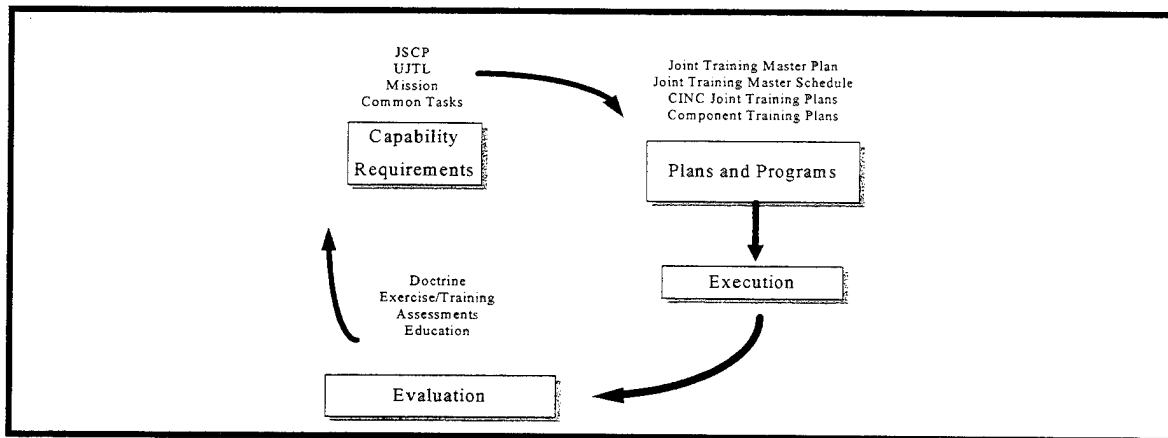 JSCP
UJTL
Mission
Common Tasks
Capability
Requirements
Joint Training Master Plan
Joint Training Master Schedule
CINC Joint Training Plans
Component Training Plans
Plans and Programs
Execution
Doctrine
Exercise/Training
Assessments
Education
Evaluation